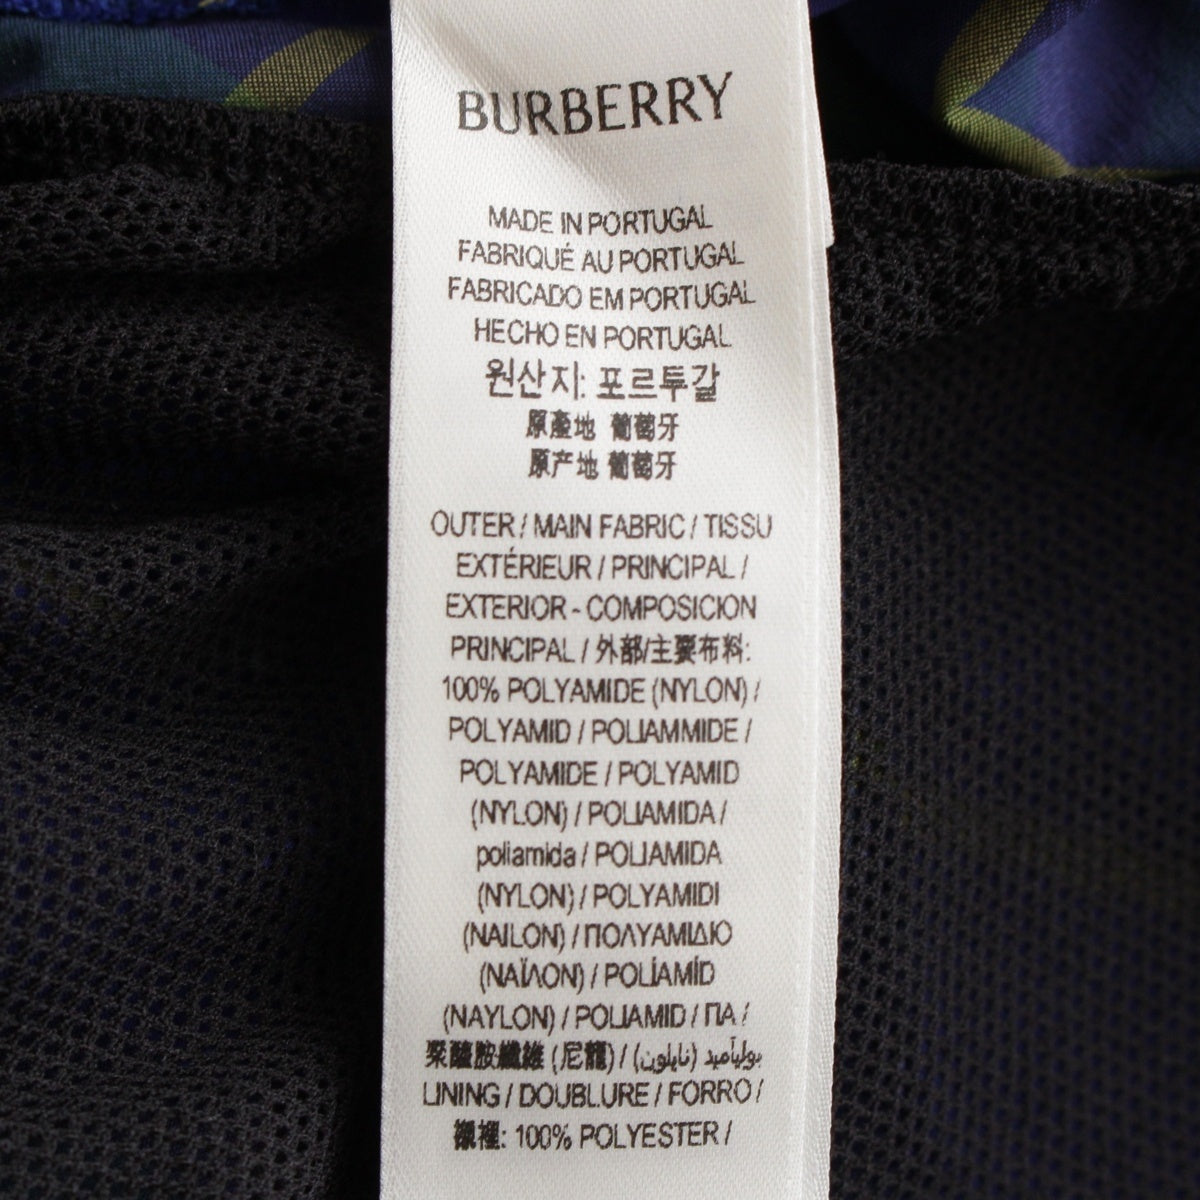 BURBERRY
MADE IN PORTUGAL
FABRIQUÉ AU PORTUGAL
FABRICADO EM PORTUGAL
HECHO EN PORTUGAL
원산지: 포르투갈
原產地 葡萄牙
原产地 葡萄牙
OUTER / MAIN FABRIC / TISSU
EXTÉRIEUR / PRINCIPAL /
EXTERIOR - COMPOSICION
PRINCIPAL / 外部/主要布料:
100% POLYAMIDE (NYLON) /
POLYAMID / POLIAMMIDE /
POLYAMIDE / POLYAMID
(NYLON) / POLIAMIDA /
poliamida / POLIAMIDA
(NYLON) / POLYAMIDI
(NAILON) / ΠΟΛΥΑΜΙΔΙΟ
(ΝΑΪΛΟΝ) / POLÍAMÍD
(NAYLON) / POLIAMID / ПА /
聚醯胺纖維 (尼龍) / بوليآميد (نايلون)
LINING / DOUBLURE / FORRO /
襯裡: 100% POLYESTER /